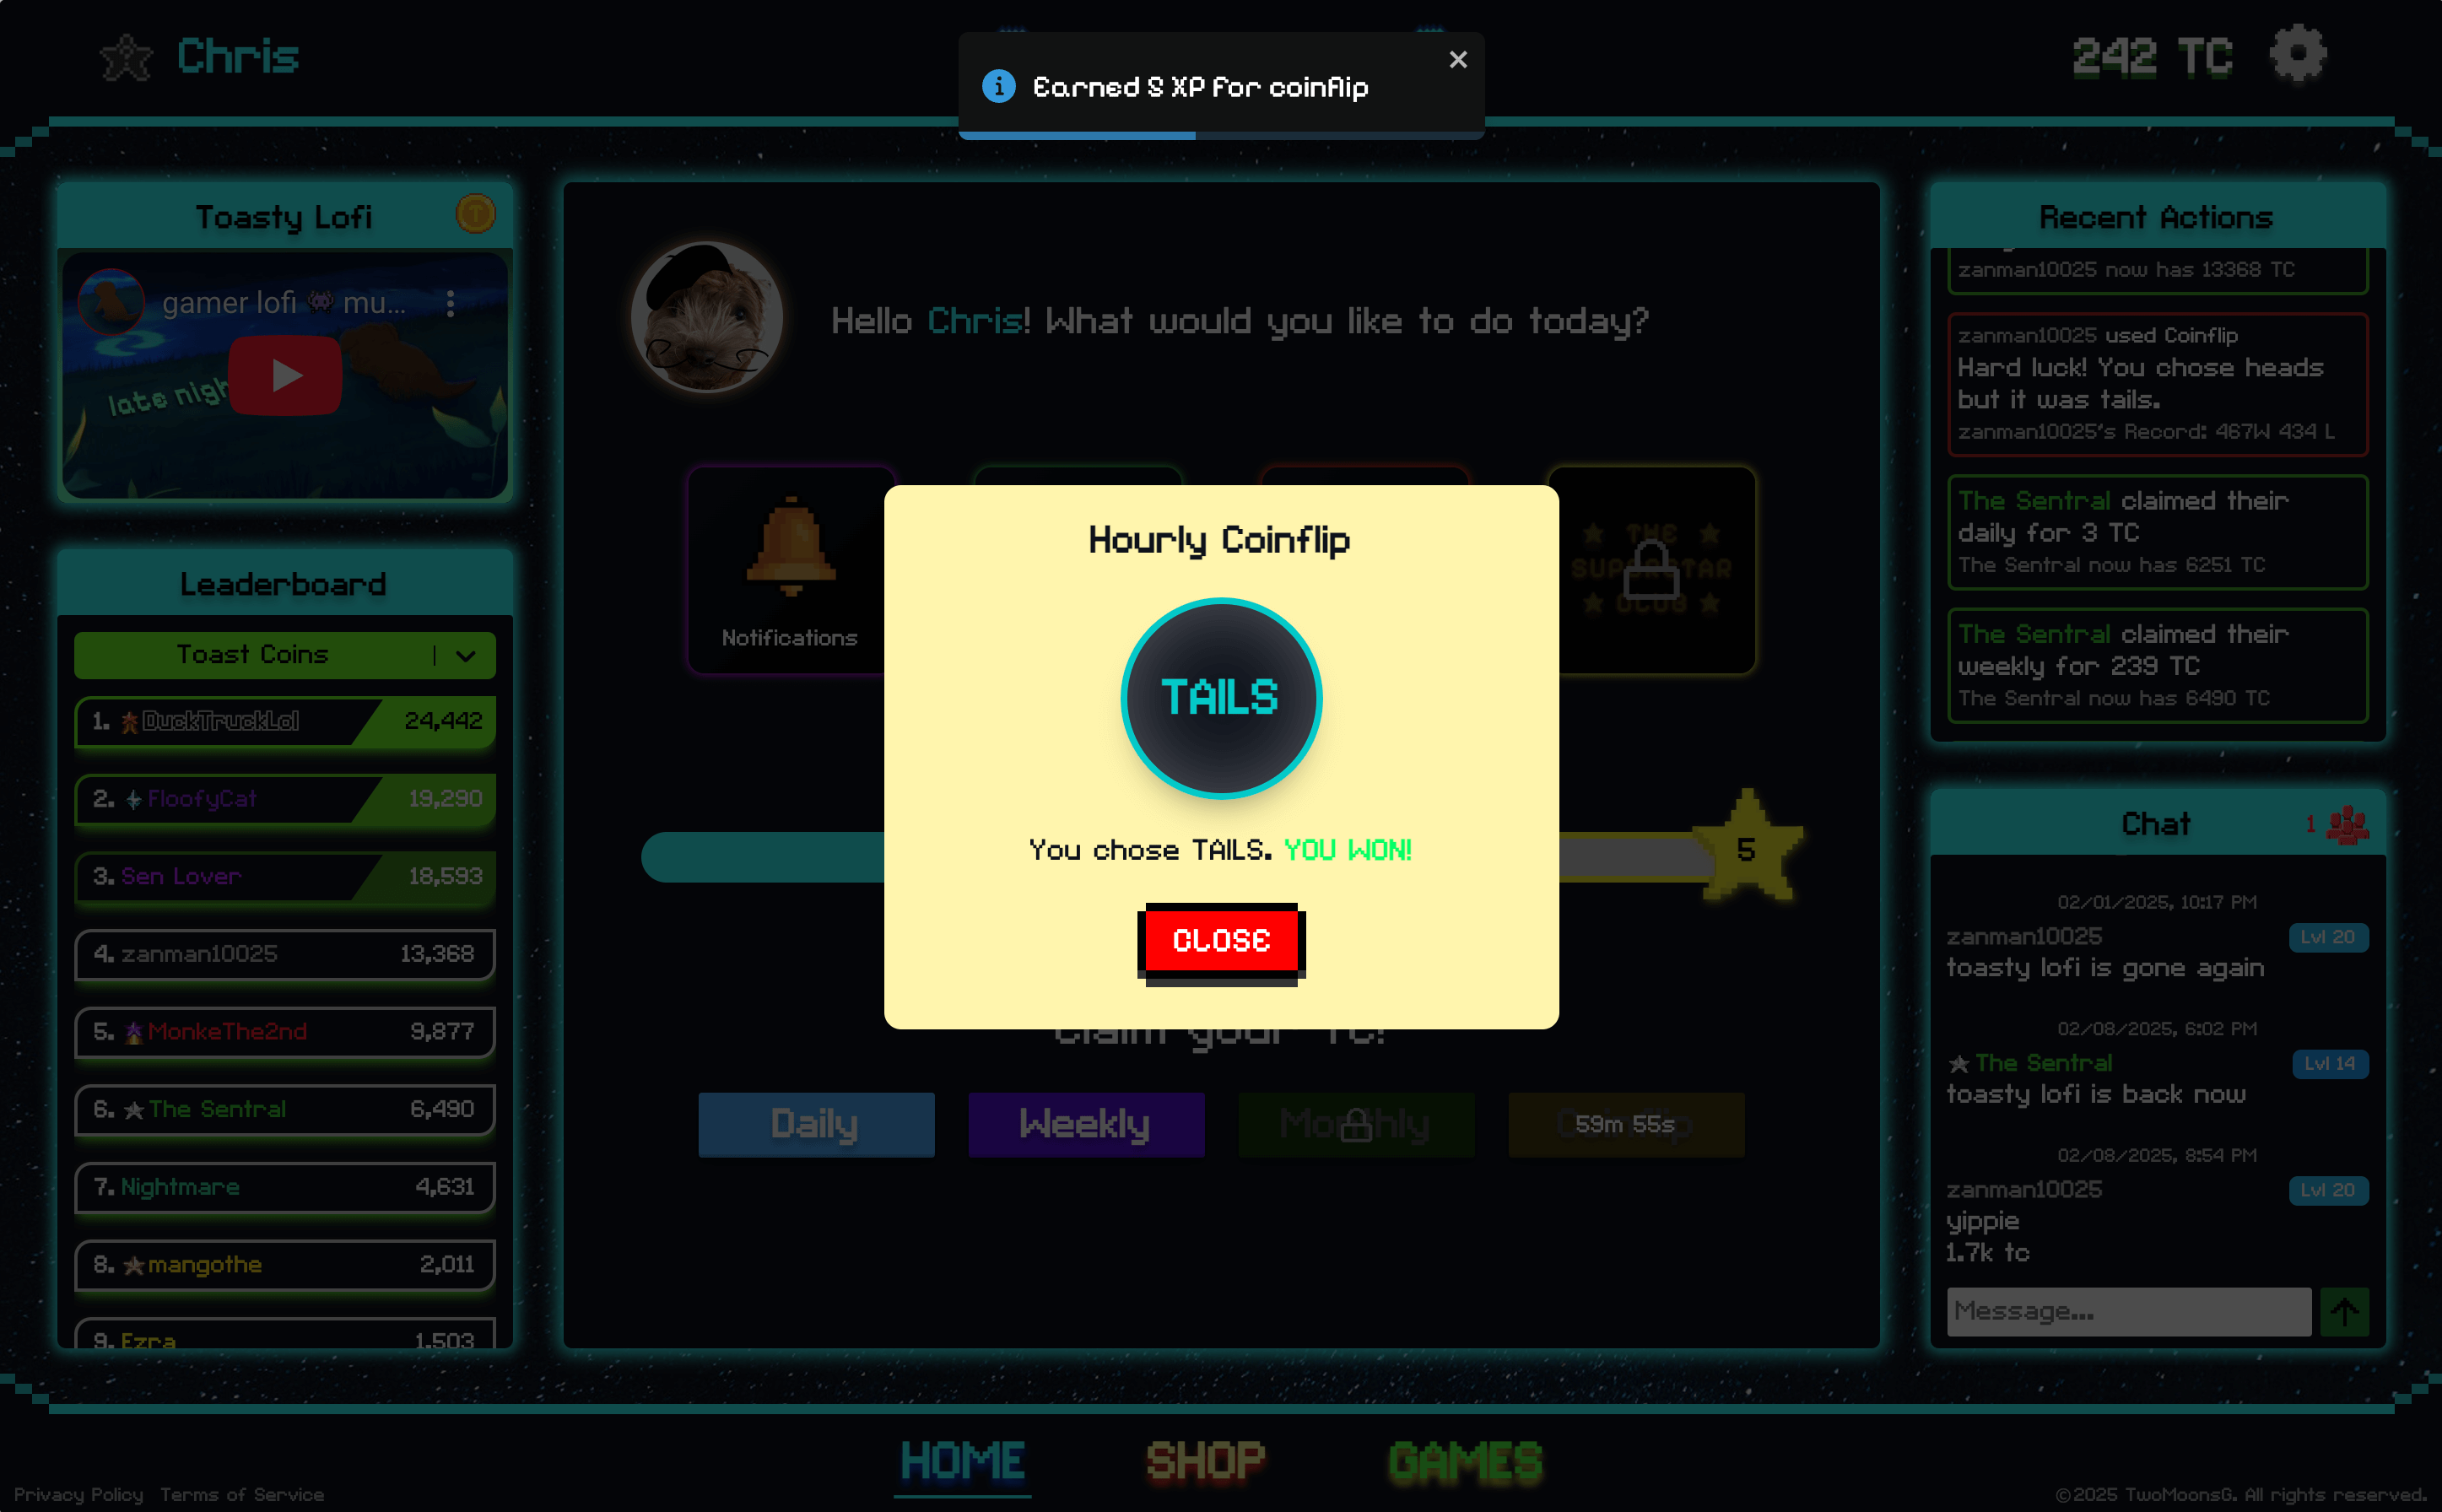 Chris
Earned 5 XP for coinflip
242 TC
Toasty Lofi
gamer lofi 👾 mu...
late nigh
Leaderboard
Toast Coins
1. DuckTruckLol 24,442
2. FloofyCat 19,290
3. Sen Lover 18,593
4. zanman10025 13,368
5. MonkeThe2nd 9,877
6. The Sentral 6,490
7. Nightmare 4,631
8. mangothe 2,011
9. Ezra 1,503
Hello Chris! What would you like to do today?
Notifications
THE
SUPERSTAR
CLUB
Hourly Coinflip
TAILS
You chose TAILS. YOU WON!
CLOSE
5
Claim your TC!
Daily
Weekly
Monthly
Coinflip
59m 55s
Recent Actions
zanman10025 now has 13368 TC
zanman10025 used Coinflip
Hard luck! You chose heads
but it was tails.
zanman10025's Record: 467W 434 L
The Sentral claimed their
daily for 3 TC
The Sentral now has 6251 TC
The Sentral claimed their
weekly for 239 TC
The Sentral now has 6490 TC
Chat
1
02/01/2025, 10:17 PM
zanman10025 Lvl 20
toasty lofi is gone again
02/08/2025, 6:02 PM
The Sentral Lvl 14
toasty lofi is back now
02/08/2025, 8:54 PM
zanman10025 Lvl 20
yippie
1.7k tc
Message...
HOME
SHOP
GAMES
Privacy Policy Terms of Service
©2025 TwoMoonsG. All rights reserved.